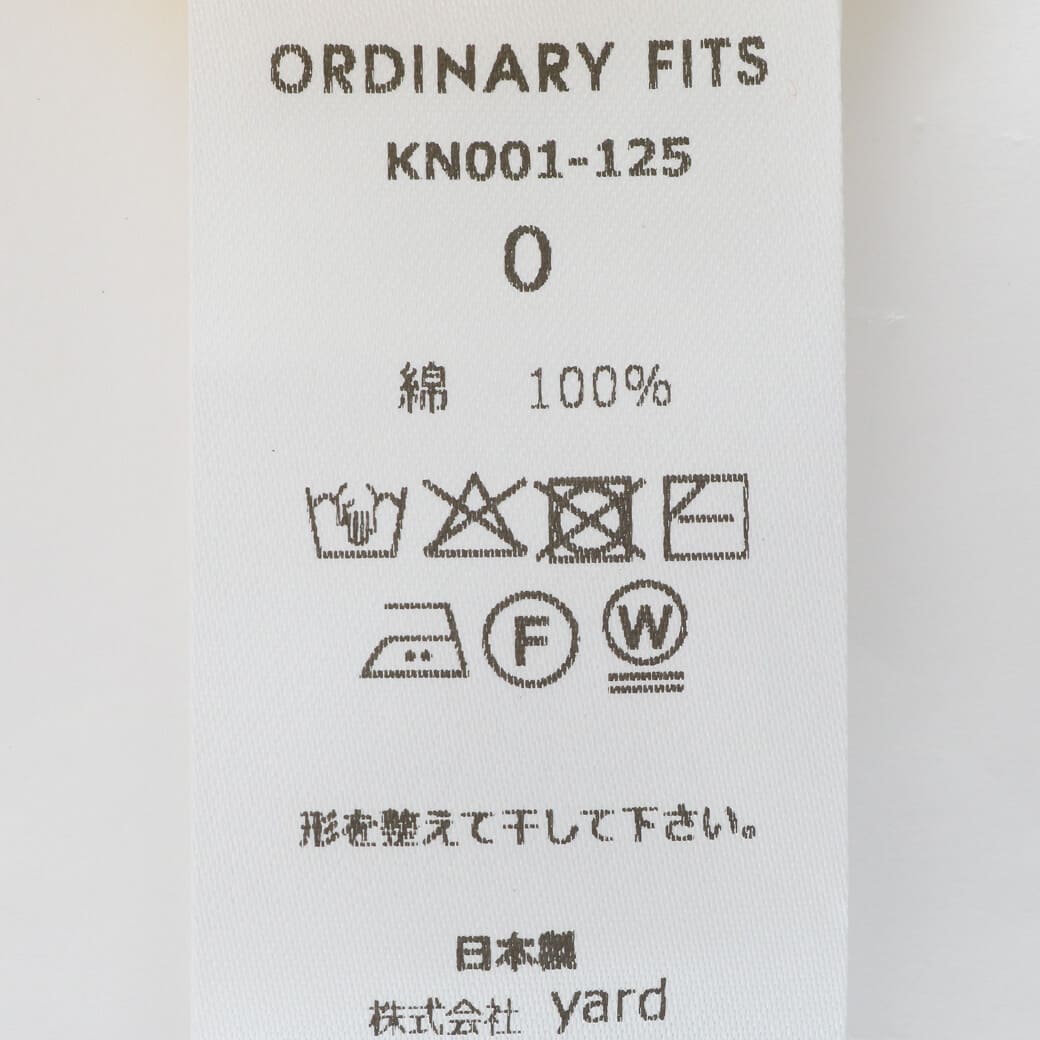 ORDINARY FITS
KN001-125
0
綿 100%
F W
形を整えて干して下さい。
日本製
株式会社 yard